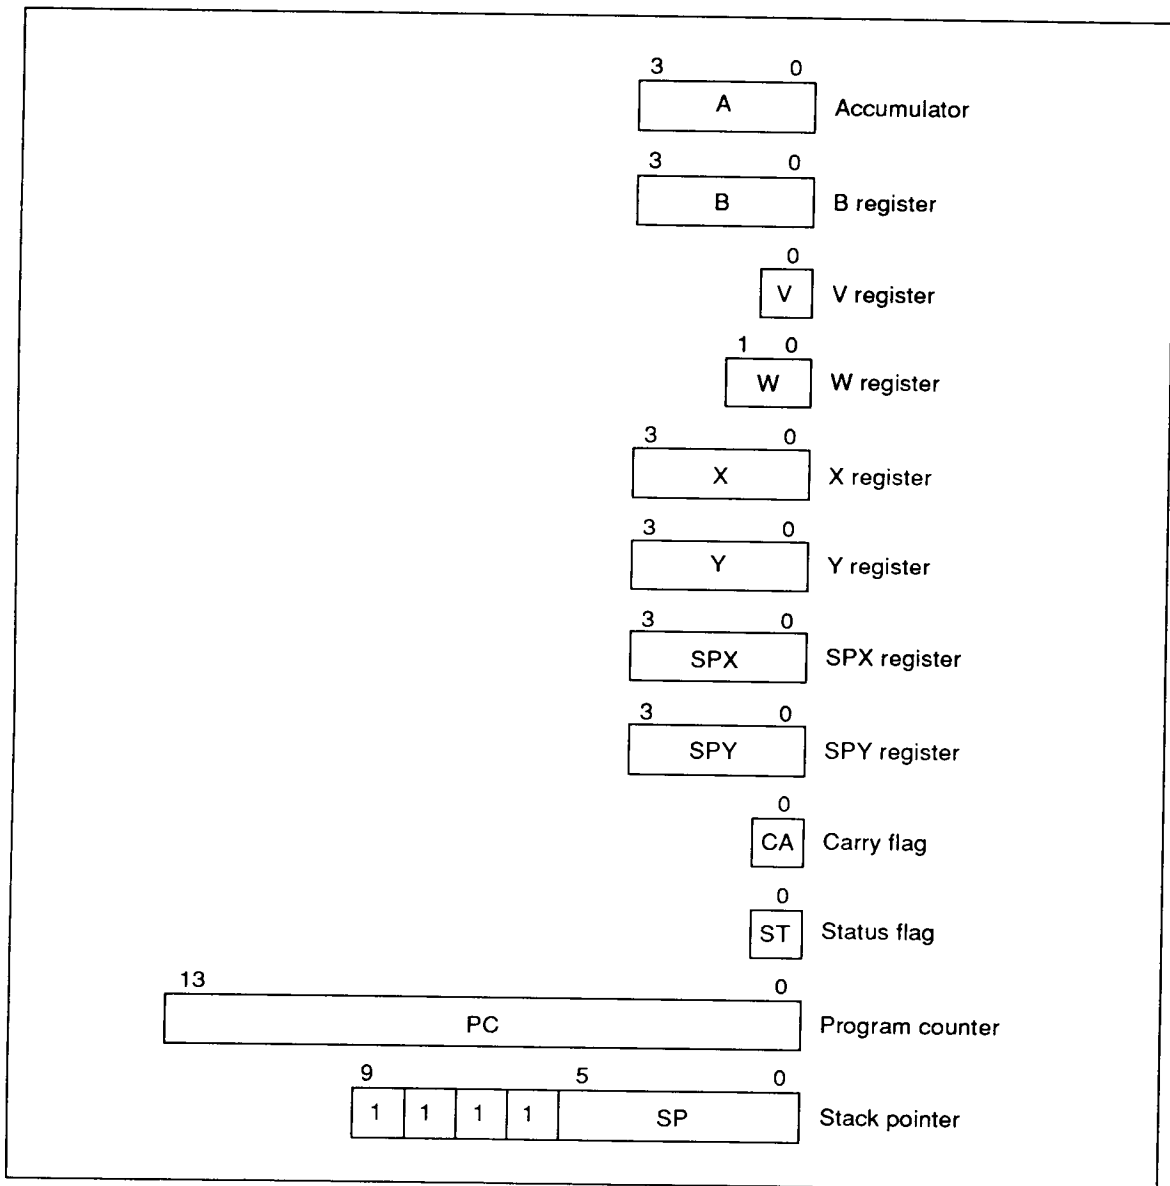 3 0
A Accumulator
3 0
B B register
0
V V register
1 0
W W register
3 0
X X register
3 0
Y Y register
3 0
SPX SPX register
3 0
SPY SPY register
0
CA Carry flag
0
ST Status flag
13 0
PC Program counter
9 5 0
1 1 1 1 SP Stack pointer